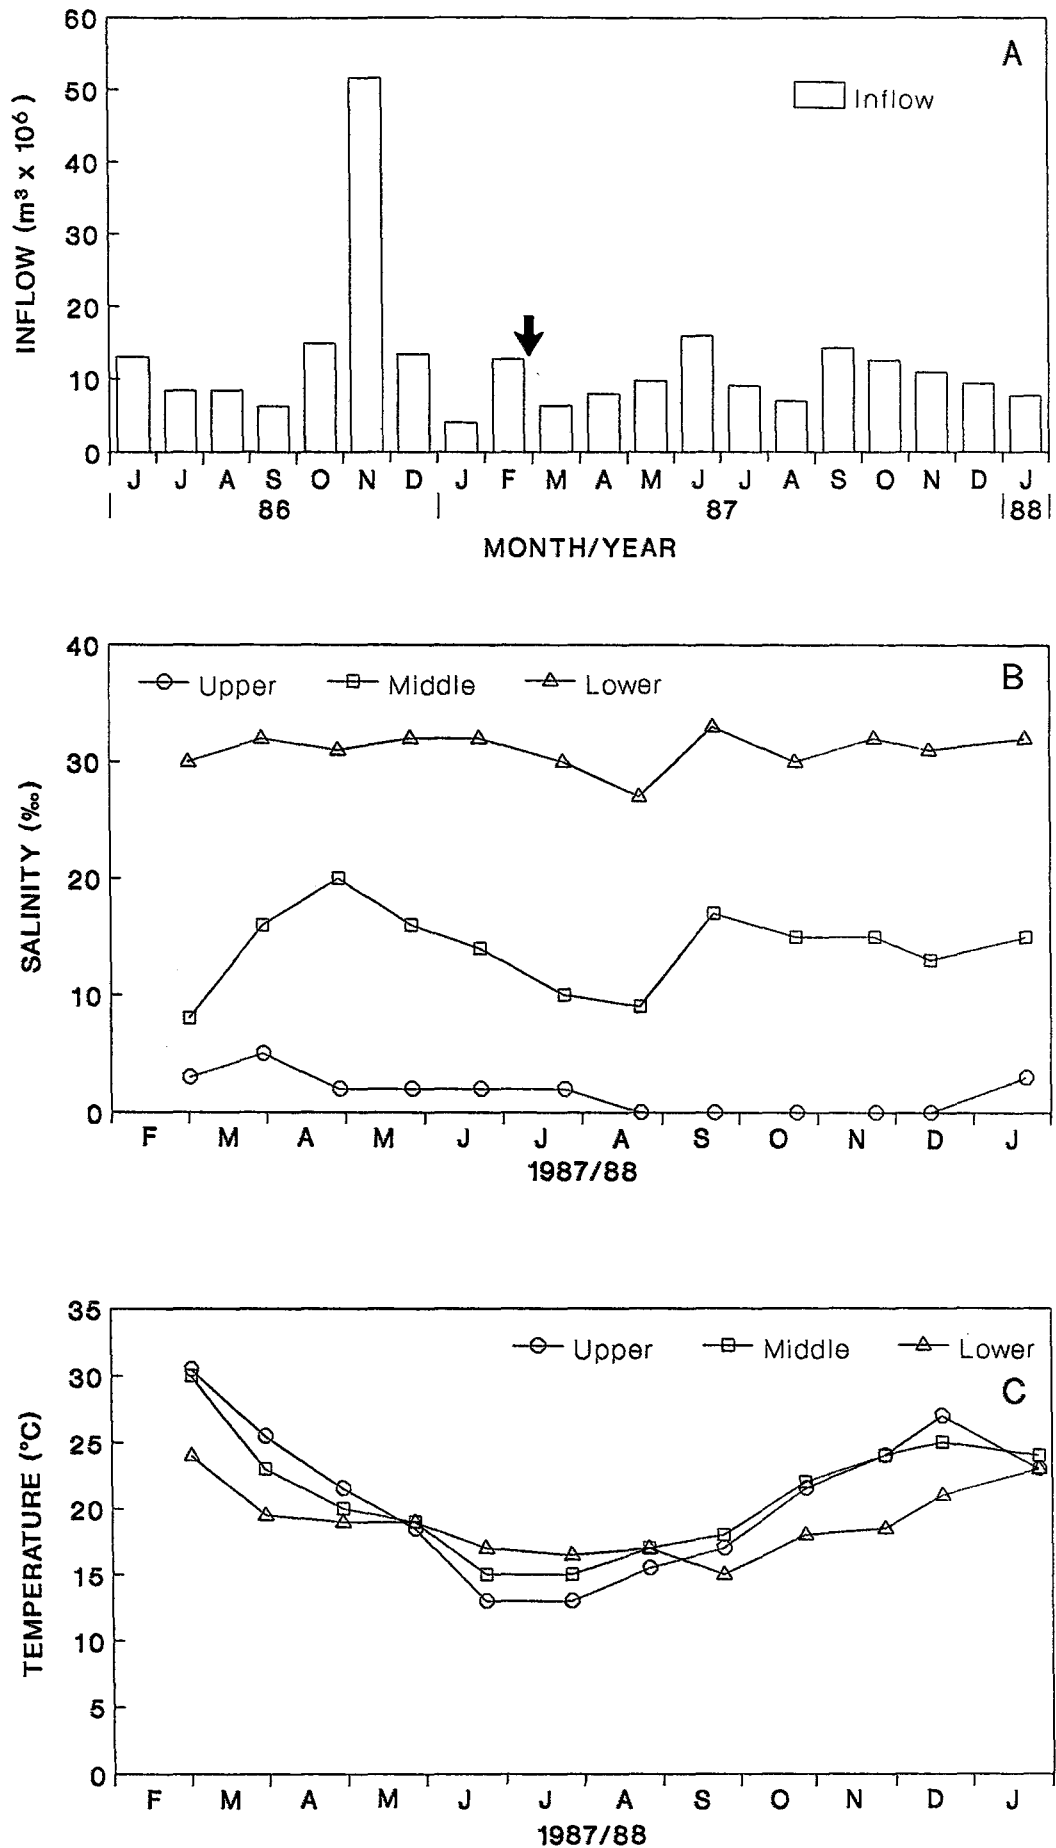 60
A
50
Inflow
40
30
20
10
0
INFLOW (m³ x 10⁶)
J J A S O N D J F M A M J J A S O N D J
86 87 88
MONTH/YEAR
40
Upper Middle Lower
B
30
20
10
0
SALINITY (‰)
F M A M J J A S O N D J
1987/88
35
Upper Middle Lower
30
C
25
20
15
10
5
0
TEMPERATURE (°C)
F M A M J J A S O N D J
1987/88